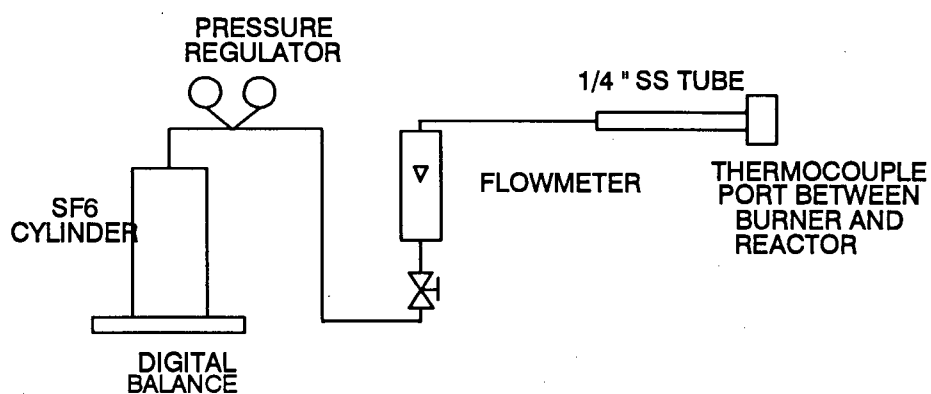 PRESSURE
REGULATOR
1/4 " SS TUBE
FLOWMETER
THERMOCOUPLE
PORT BETWEEN
BURNER AND
REACTOR
SF6
CYLINDER
DIGITAL
BALANCE